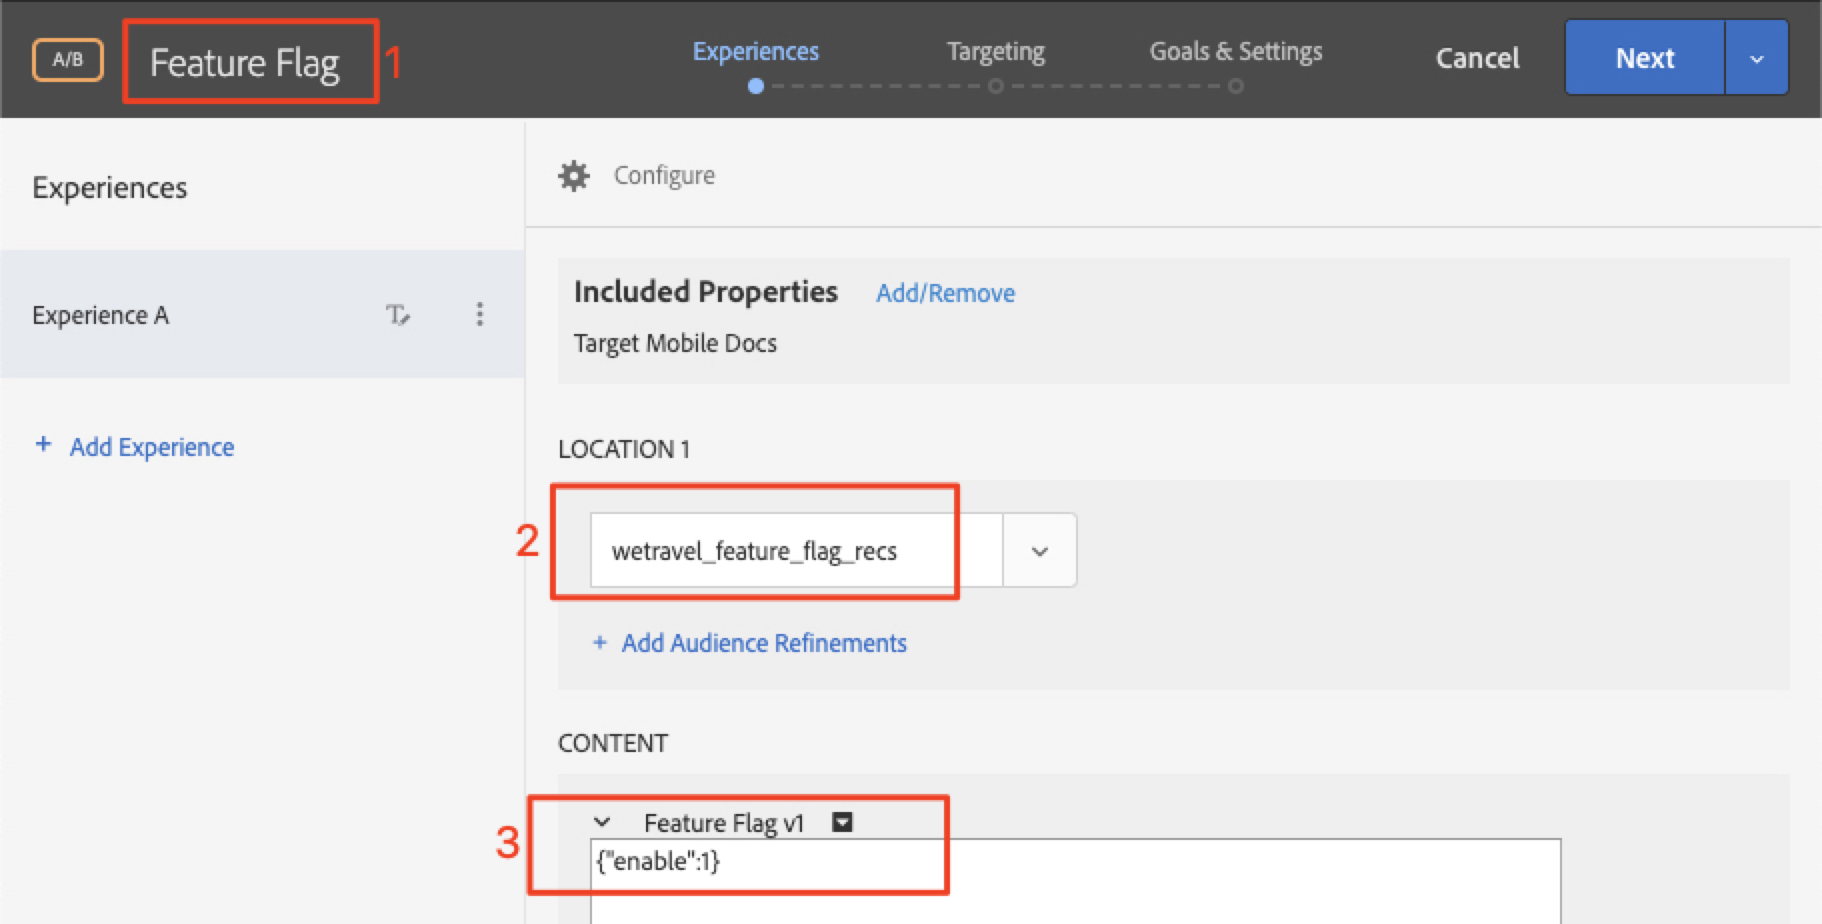 A/B
Feature Flag
1
Experiences
Targeting
Goals & Settings
Cancel
Next
Experiences
Configure
Experience A
Included Properties
Add/Remove
Target Mobile Docs
+ Add Experience
LOCATION 1
2
wetravel_feature_flag_recs
+ Add Audience Refinements
CONTENT
3
Feature Flag v1
{"enable":1}